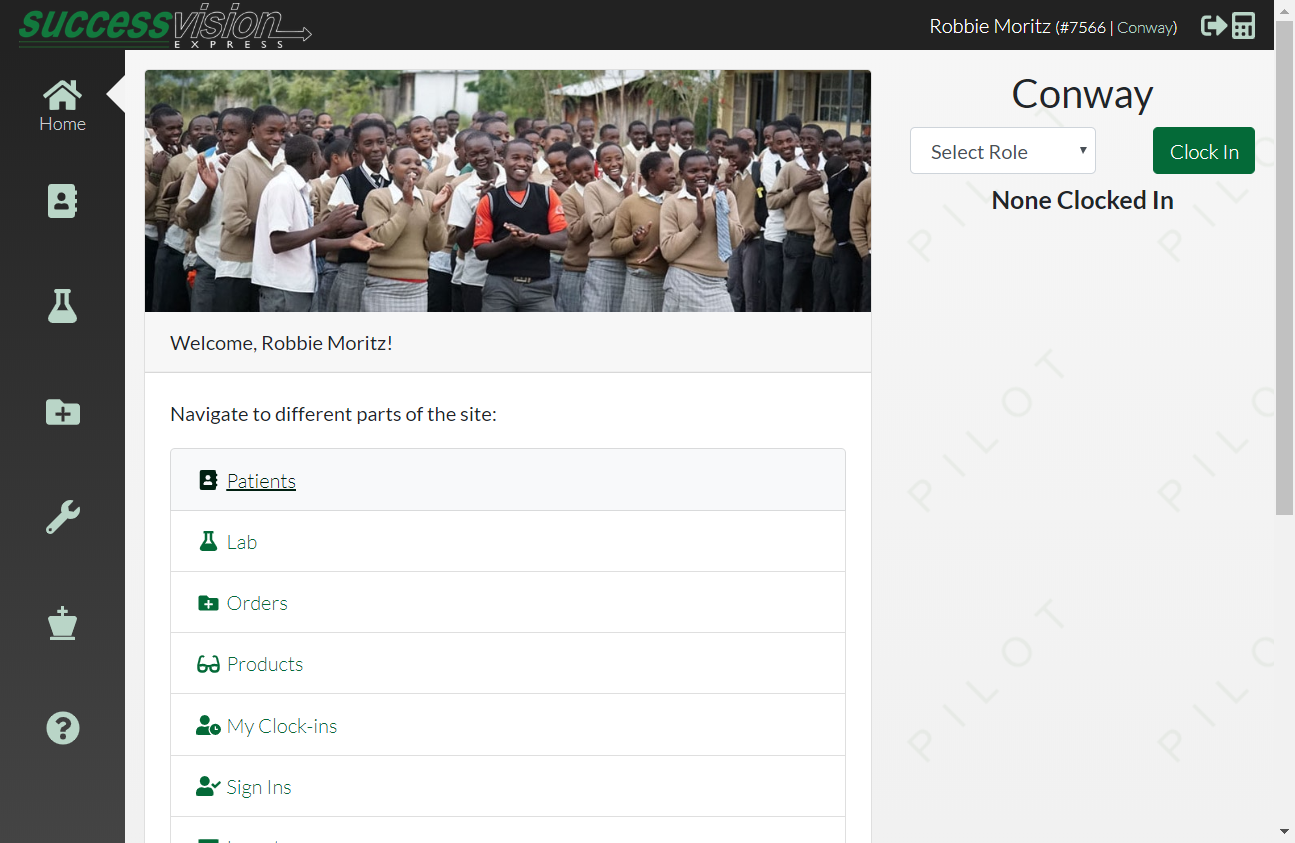 successvision
EXPRESS
Robbie Moritz (#7566 | Conway)
Home
Conway
Select Role
Clock In
None Clocked In
Welcome, Robbie Moritz!
Navigate to different parts of the site:
Patients
Lab
Orders
Products
My Clock-ins
Sign Ins
PILOT
PILOT
PILOT
PILOT
PILOT
PILOT